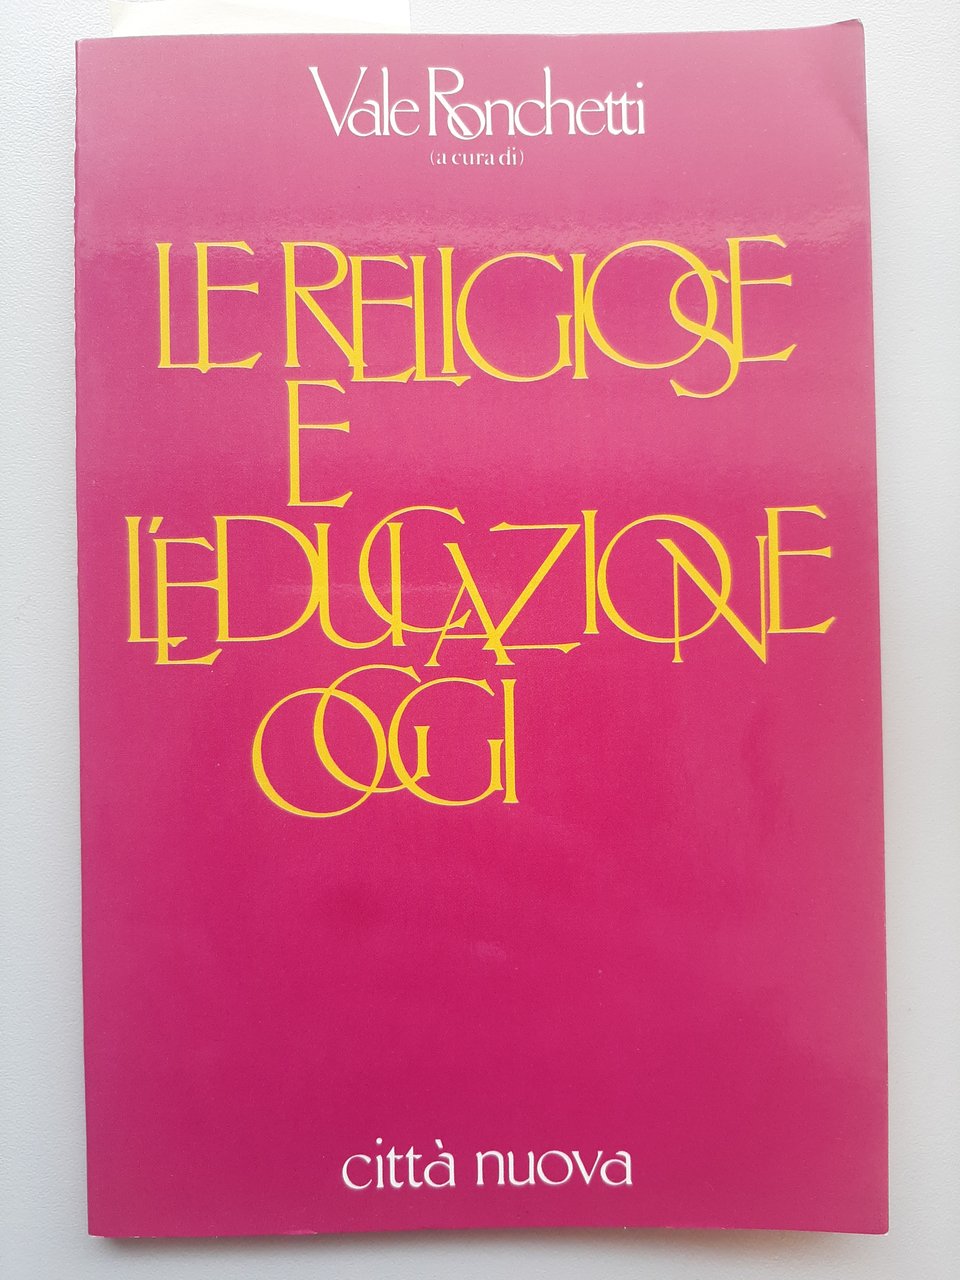 Vale Ronchetti
(a cura di)
LE RELIGIOSE
E
L'EDUCAZIONE
OGGI
città nuova